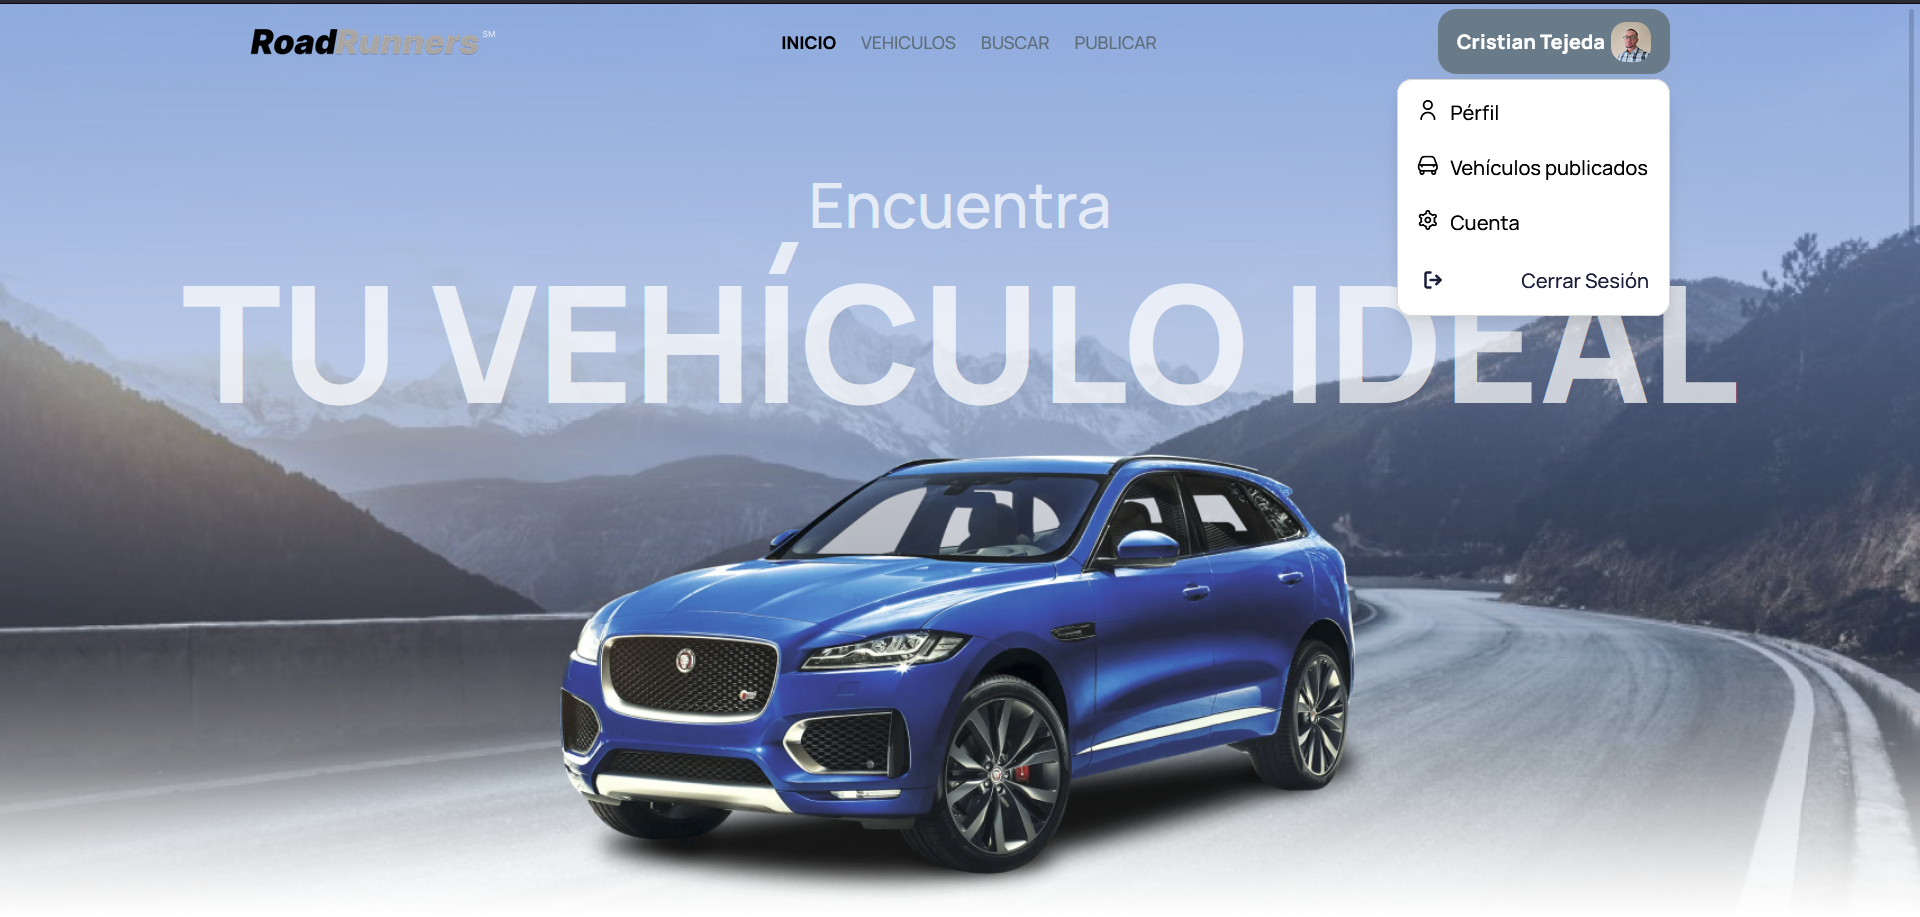 RoadRunners SM
INICIO VEHICULOS BUSCAR PUBLICAR
Cristian Tejeda
Pérfil
Vehículos publicados
Cuenta
Cerrar Sesión
Encuentra
TU VEHÍCULO IDEAL